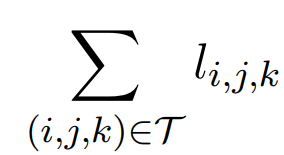 ∑ l_{i,j,k}
(i,j,k)∈𝒯